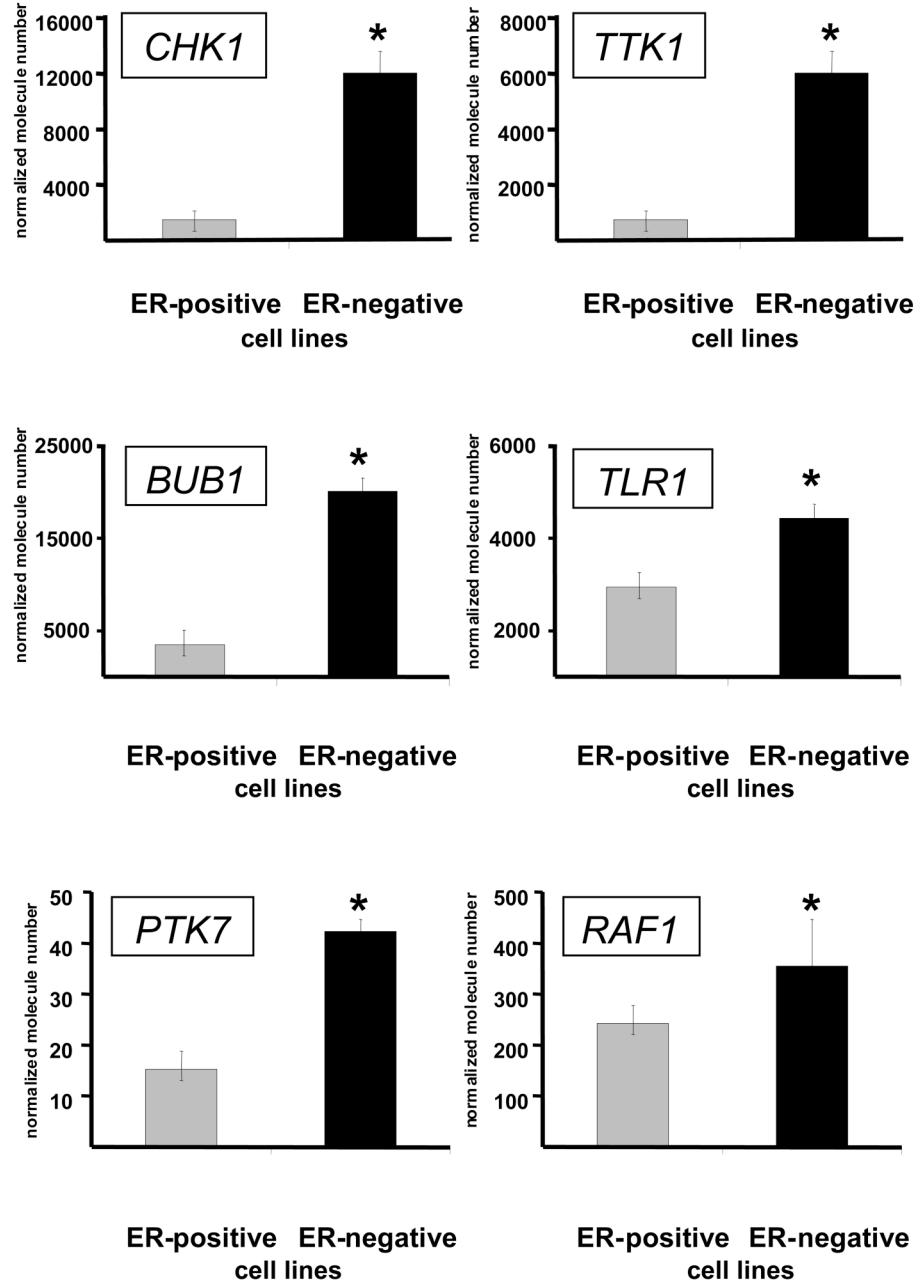 normalized molecule number
16000
12000
8000
4000
CHK1
*
ER-positive ER-negative
cell lines
normalized molecule number
8000
6000
4000
2000
TTK1
*
ER-positive ER-negative
cell lines
normalized molecule number
25000
15000
5000
BUB1
*
ER-positive ER-negative
cell lines
normalized molecule number
6000
4000
2000
TLR1
*
ER-positive ER-negative
cell lines
normalized molecule number
50
40
30
20
10
PTK7
*
ER-positive ER-negative
cell lines
normalized molecule number
500
400
300
200
100
RAF1
*
ER-positive ER-negative
cell lines